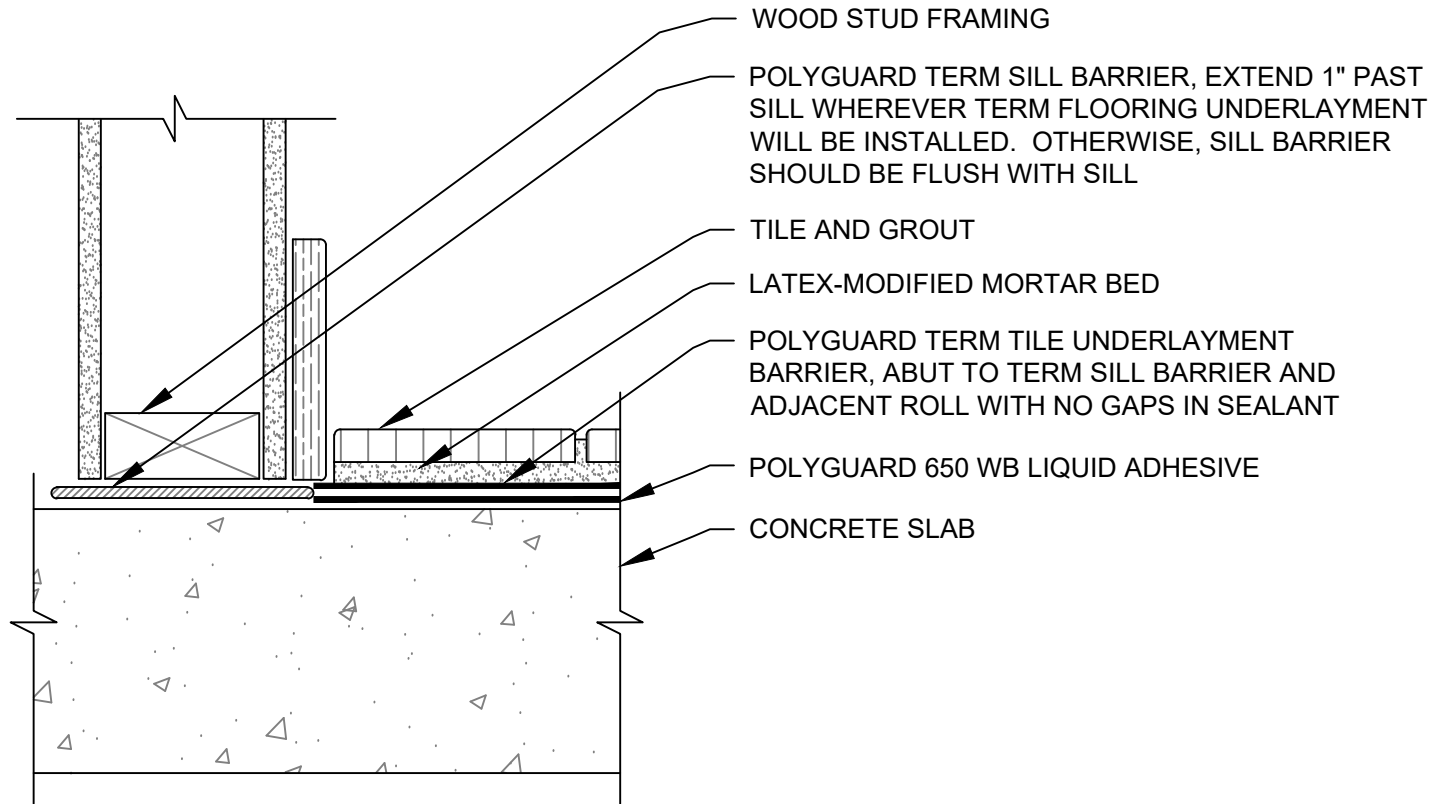 WOOD STUD FRAMING
POLYGUARD TERM SILL BARRIER, EXTEND 1" PAST
SILL WHEREVER TERM FLOORING UNDERLAYMENT
WILL BE INSTALLED.  OTHERWISE, SILL BARRIER
SHOULD BE FLUSH WITH SILL
TILE AND GROUT
LATEX-MODIFIED MORTAR BED
POLYGUARD TERM TILE UNDERLAYMENT
BARRIER, ABUT TO TERM SILL BARRIER AND
ADJACENT ROLL WITH NO GAPS IN SEALANT
POLYGUARD 650 WB LIQUID ADHESIVE
CONCRETE SLAB